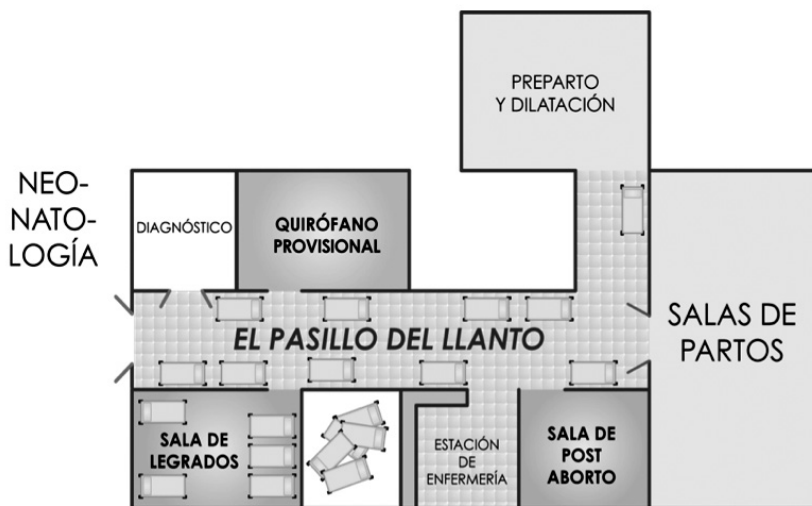 PREPARTO
Y DILATACIÓN
NEO-
NATO-
LOGÍA
DIAGNÓSTICO
QUIRÓFANO
PROVISIONAL
EL PASILLO DEL LLANTO
SALAS DE
PARTOS
SALA DE
LEGRADOS
ESTACIÓN
DE
ENFERMERÍA
SALA DE
POST
ABORTO